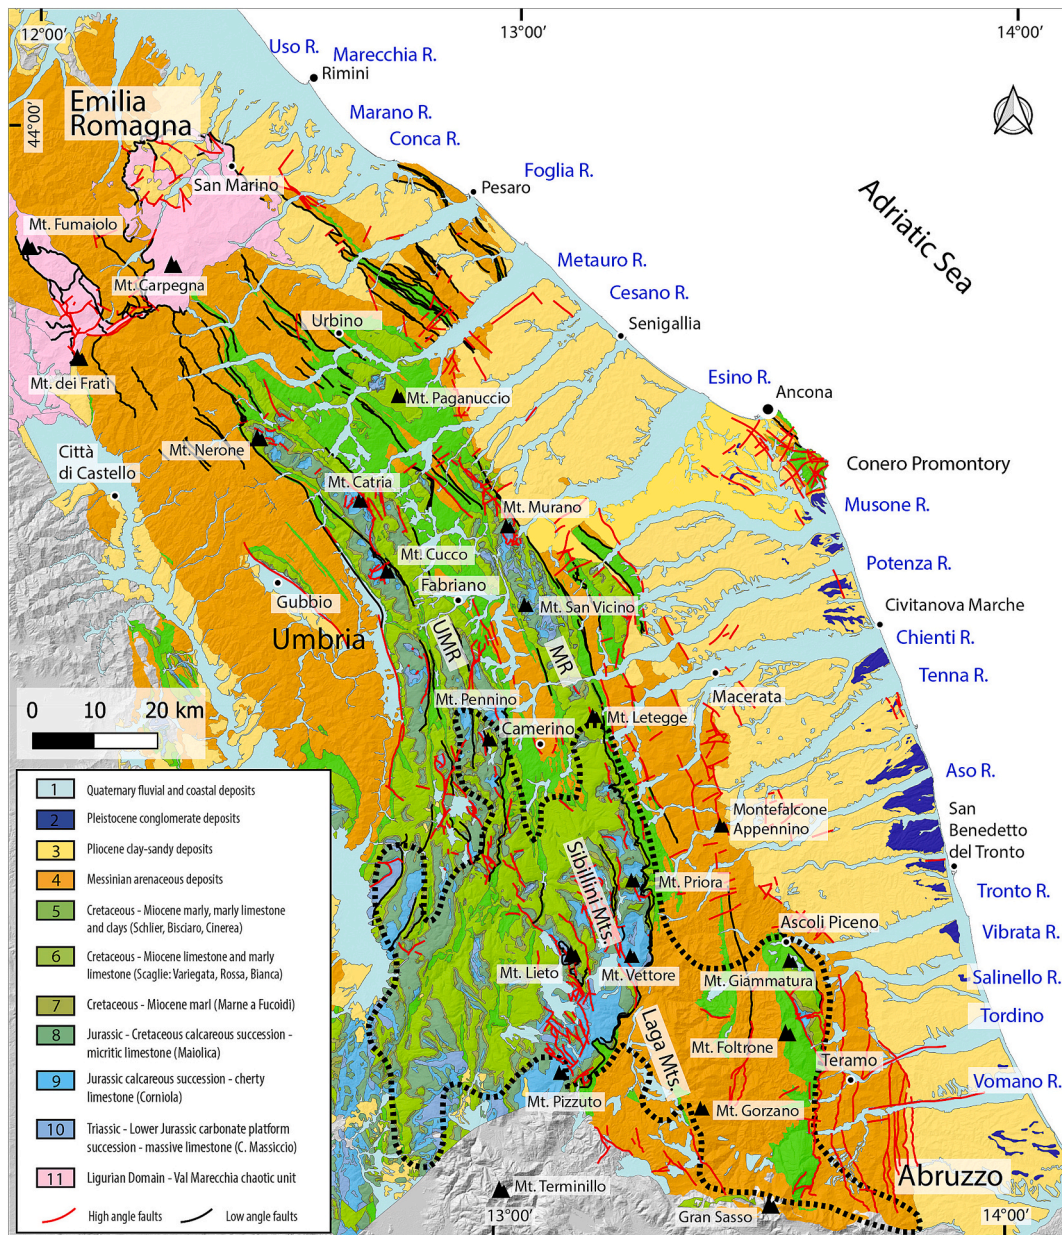 12°00'
13°00'
14°00'
44°00'
Uso R.
Marecchia R.
Rimini
Emilia
Romagna
Marano R.
Conca R.
San Marino
Foglia R.
Pesaro
Adriatic Sea
Mt. Fumaiolo
Mt. Carpegna
Metauro R.
Cesano R.
Urbino
Senigallia
Mt. dei Frati
Mt. Paganuccio
Esino R.
Ancona
Mt. Nerone
Città
di Castello
Conero Promontory
Mt. Catria
Musone R.
Mt. Murano
Mt. Cucco
Potenza R.
Fabriano
Gubbio
Mt. San Vicino
Civitanova Marche
Umbria
UMR
MR
Chienti R.
Tenna R.
Macerata
0 10 20 km
Mt. Pennino
Mt. Letegge
Camerino
Aso R.
Montefalcone
Appennino
San
Benedetto
del Tronto
Sibillini Mts.
Mt. Priora
Tronto R.
Ascoli Piceno
Vibrata R.
Mt. Lieto
Mt. Vettore
Mt. Giammatura
Salinello R.
Laga Mts.
Tordino
Mt. Foltrone
Teramo
Vomano R.
Mt. Pizzuto
Mt. Gorzano
Abruzzo
Mt. Terminillo
Gran Sasso
13°00'
14°00'
1 Quaternary fluvial and coastal deposits
2 Pleistocene conglomerate deposits
3 Pliocene clay-sandy deposits
4 Messinian arenaceous deposits
5 Cretaceous - Miocene marly, marly limestone
and clays (Schlier, Bisciaro, Cinerea)
6 Cretaceous - Miocene limestone and marly
limestone (Scaglie: Variegata, Rossa, Bianca)
7 Cretaceous - Miocene marl (Marne a Fucoidi)
8 Jurassic - Cretaceous calcareous succession -
micritic limestone (Maiolica)
9 Jurassic calcareous succession - cherty
limestone (Corniola)
10 Triassic - Lower Jurassic carbonate platform
succession - massive limestone (C. Massiccio)
11 Ligurian Domain - Val Marecchia chaotic unit
High angle faults Low angle faults